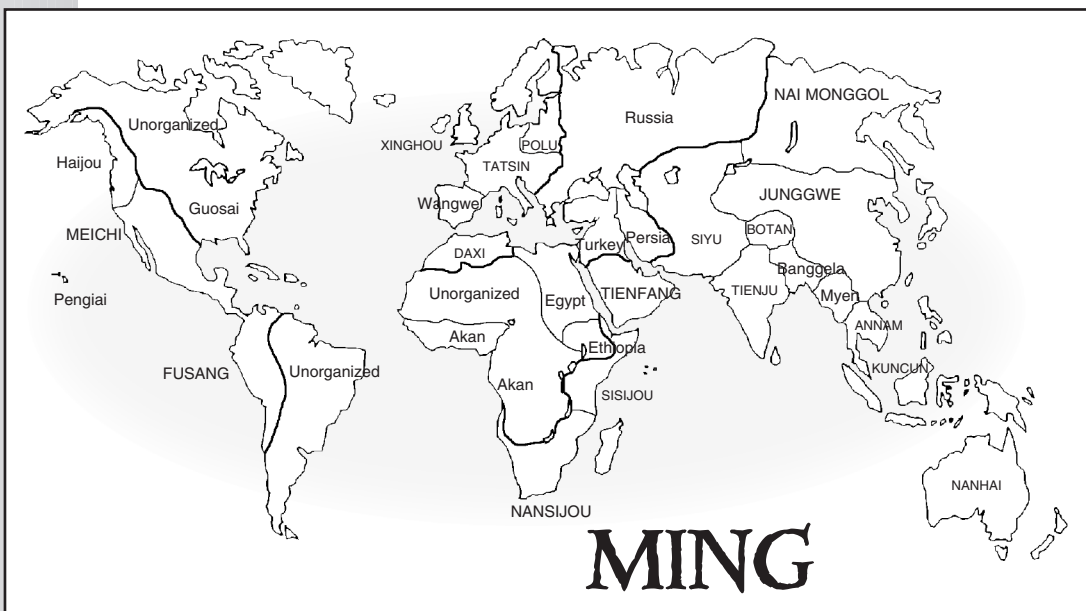 NAI MONGGOL
Unorganized
Russia
XINGHOU
POLU
Haijou
TATSIN
JUNGGWE
Wangwe
Guosai
MEICHI
BOTAN
DAXI
Turkey
Persia
SIYU
Banggela
Pengiai
Unorganized
Egypt
TIENFANG
TIENJU
Myen
ANNAM
Akan
Ethiopia
FUSANG
Unorganized
KUNCUN
Akan
SISIJOU
NANHAI
NANSIJOU
MING